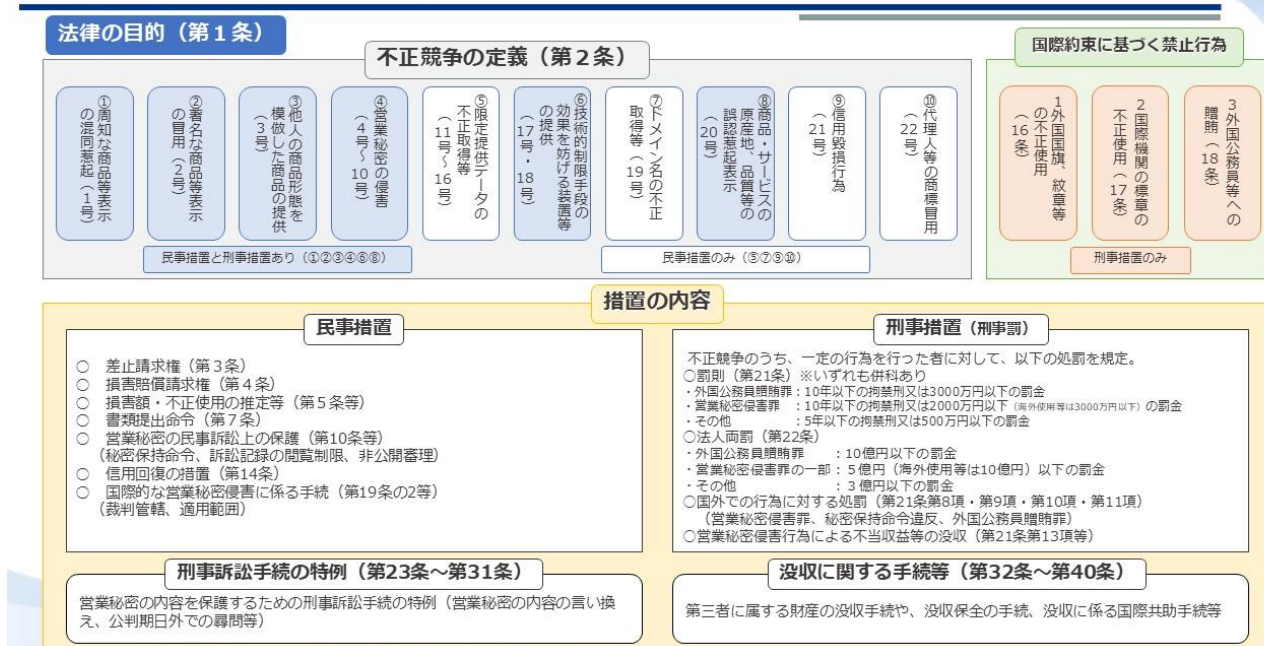 法律の目的（第１条）
不正競争の定義（第２条）
国際約束に基づく禁止行為
①周知な商品等表示
の混同惹起（１号）
②著名な商品等表示
の冒用（２号）
③他人の商品形態を
模倣した商品の提供
（３号）
④営業秘密の侵害
（４号～10号）
⑤限定提供データの
不正取得等
（11号～16号）
⑥技術的制限手段の
効果を妨げる装置等
の提供
（17号・18号）
⑦ドメイン名の不正
取得等（19号）
⑧商品・サービスの
原産地、品質等の
誤認惹起表示
（20号）
⑨信用毀損行為
（21号）
⑩代理人等の商標冒用
（22号）
１外国国旗、紋章等
の不正使用
（16条）
２国際機関の標章の
不正使用（17条）
３外国公務員等への
贈賄（18条）
民事措置と刑事措置あり（①②③④⑥⑧）
民事措置のみ（⑤⑦⑨⑩）
刑事措置のみ
措置の内容
民事措置
○ 差止請求権（第３条）
○ 損害賠償請求権（第４条）
○ 損害額・不正使用の推定等（第５条等）
○ 書類提出命令（第７条）
○ 営業秘密の民事訴訟上の保護（第10条等）
（秘密保持命令、訴訟記録の閲覧制限、非公開審理）
○ 信用回復の措置（第14条）
○ 国際的な営業秘密侵害に係る手続（第19条の2等）
（裁判管轄、適用範囲）
刑事措置（刑事罰）
不正競争のうち、一定の行為を行った者に対して、以下の処罰を規定。
○罰則（第21条）※いずれも併科あり
・外国公務員贈賄罪：10年以下の拘禁刑又は3000万円以下の罰金
・営業秘密侵害罪 ：10年以下の拘禁刑又は2000万円以下（海外使用等は3000万円以下）の罰金
・その他 ：5年以下の拘禁刑又は500万円以下の罰金
○法人両罰（第22条）
・外国公務員贈賄罪 ：10億円以下の罰金
・営業秘密侵害罪の一部：５億円（海外使用等は10億円）以下の罰金
・その他 ：３億円以下の罰金
○国外での行為に対する処罰（第21条第8項・第9項・第10項・第11項）
（営業秘密侵害罪、秘密保持命令違反、外国公務員贈賄罪）
○営業秘密侵害行為による不当収益等の没収（第21条第13項等）
刑事訴訟手続の特例（第23条～第31条）
営業秘密の内容を保護するための刑事訴訟手続の特例（営業秘密の内容の言い換
え、公判期日外での尋問等）
没収に関する手続等（第32条～第40条）
第三者に属する財産の没収手続や、没収保全の手続、没収に係る国際共助手続等